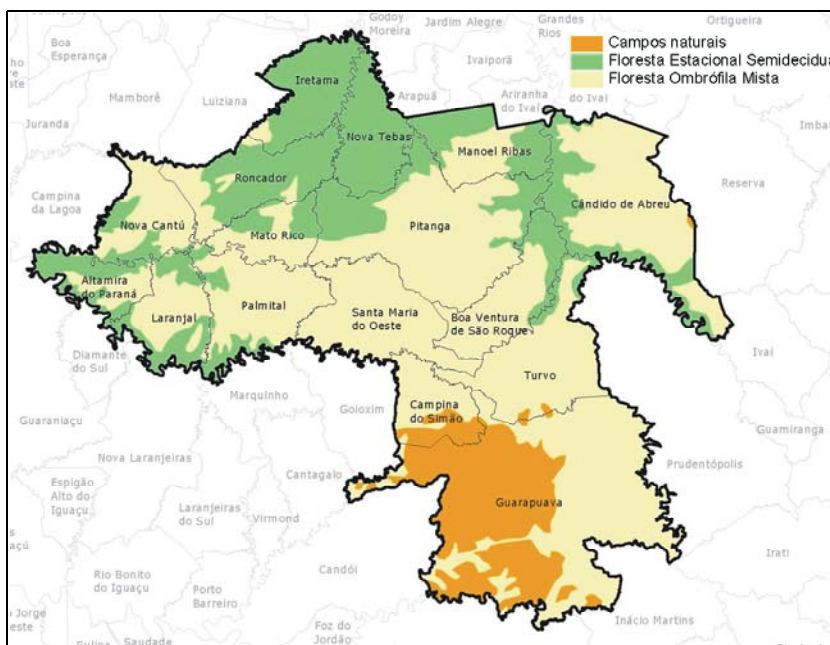 Godoy
Moreira
Jardim Alegre
Grandes
Rios
Ortigueira
Boa
Esperança
Campos naturais
Floresta Estacional Semidecidual
Floresta Ombrófila Mista
Ivaiporã
Iretama
Mamborê
Luiziana
Arapuã
Ariranha
do Ivaí
do Ivaí
Juranda
Imbaú
Nova Tebas
Manoel Ribas
Roncador
Reserva
Campina
da Lagoa
Cândido de Abreu
Nova Cantú
Mato Rico
Pitanga
Altamira
do Paraná
Laranjal
Palmital
Santa Maria
do Oeste
Boa Ventura
de São Roque
Diamante
do Sul
Ivaí
Turvo
Marquinho
Goioxim
Campina
do Simão
Guaraniaçu
Guamiranga
Nova Laranjeiras
Cantagalo
Prudentópolis
Espigão
Alto do
Iguaçu
Guarapuava
Laranjeiras
do Sul
Virmond
Irati
Candói
Rio Bonito
do Iguaçu
Porto
Barreiro
Jorge
Foz do
Jordão
Inácio Martins
Sulina
Saudade